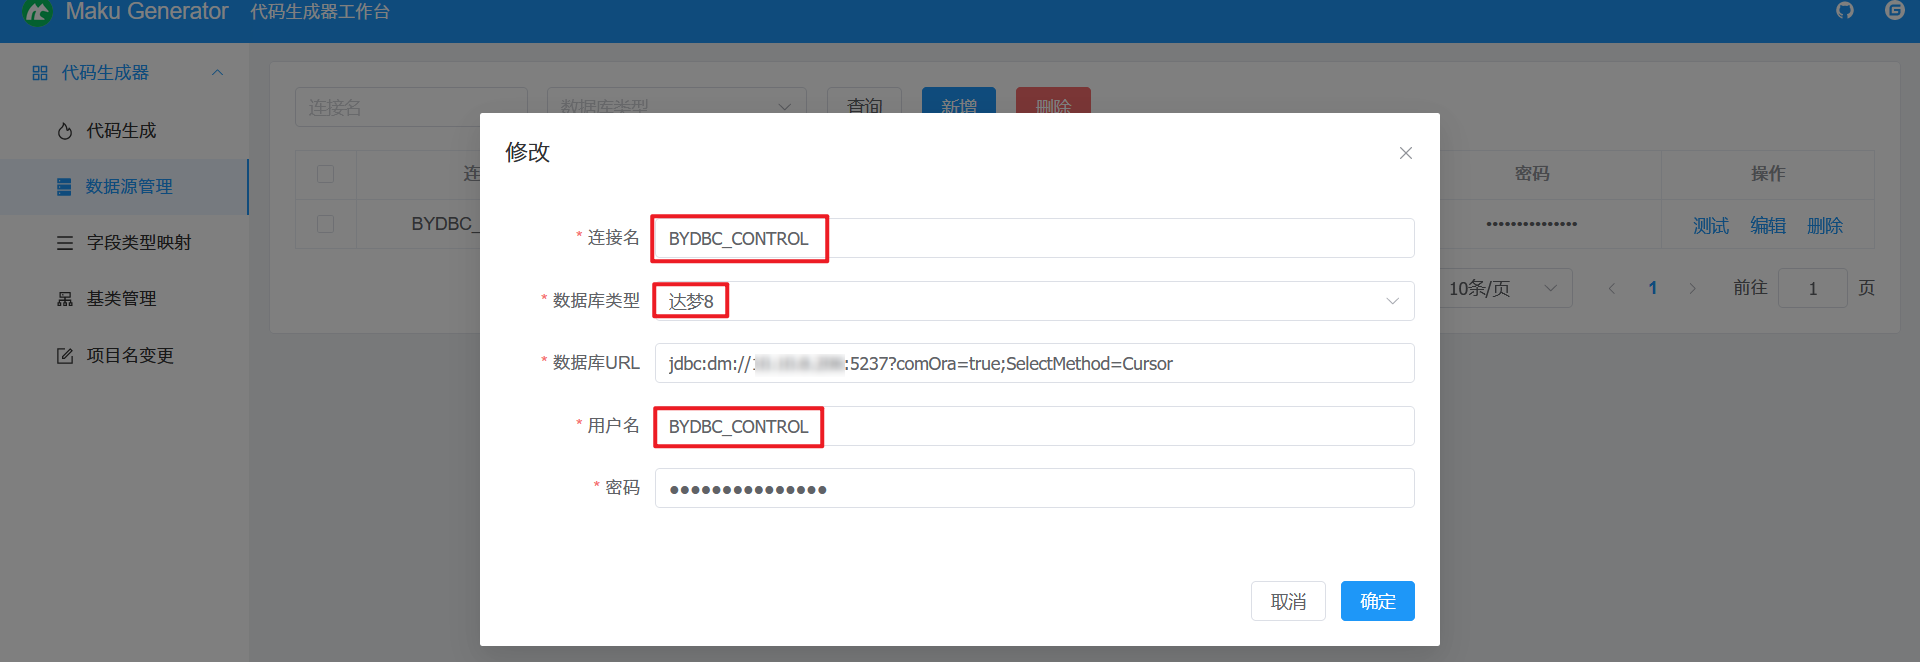 Maku Generator 代码生成器工作台
代码生成器
代码生成
数据源管理
字段类型映射
基类管理
项目名变更
连接名 数据库类型 查询 新增 删除
连 密码 操作
BYDBC_ ••••••••••••••• 测试 编辑 删除
10条/页 1 前往 1 页
修改
* 连接名 BYDBC_CONTROL
* 数据库类型 达梦8
* 数据库URL jdbc:dm:// :5237?comOra=true;SelectMethod=Cursor
* 用户名 BYDBC_CONTROL
* 密码 •••••••••••••••
取消 确定